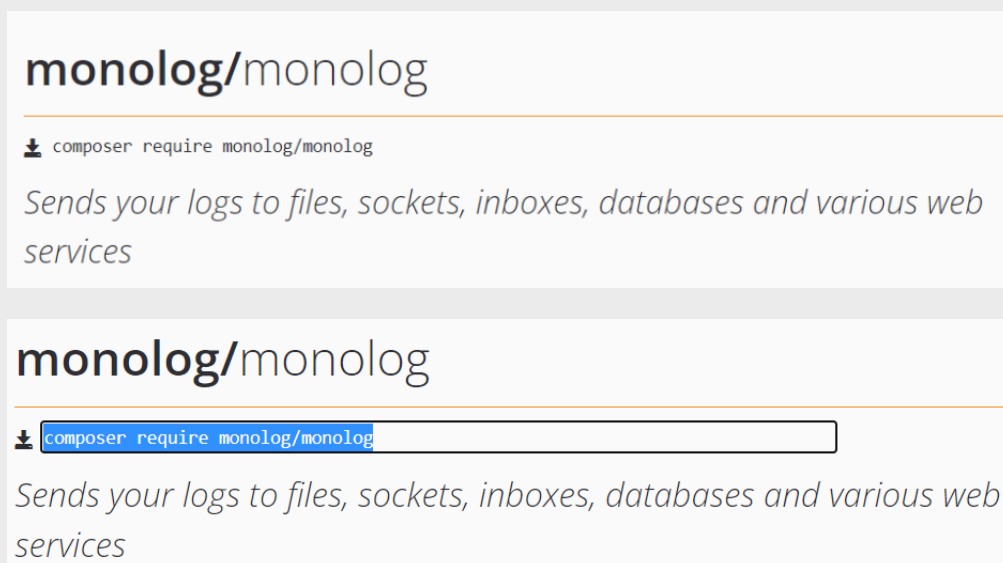 monolog/monolog
composer require monolog/monolog
Sends your logs to files, sockets, inboxes, databases and various web
services
monolog/monolog
composer require monolog/monolog
Sends your logs to files, sockets, inboxes, databases and various web
services